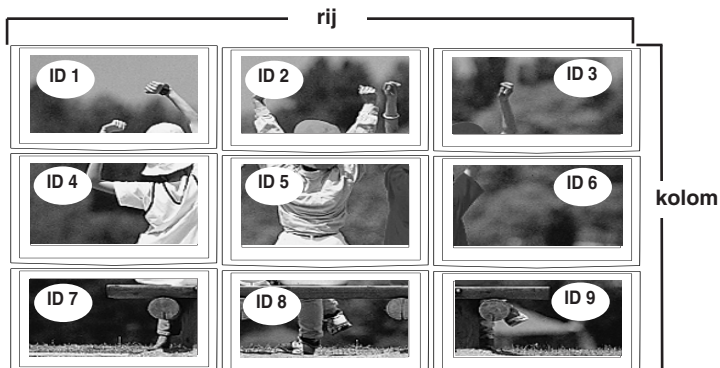 rij
ID 1
ID 2
ID 3
ID 4
ID 5
ID 6
kolom
ID 7
ID 8
ID 9